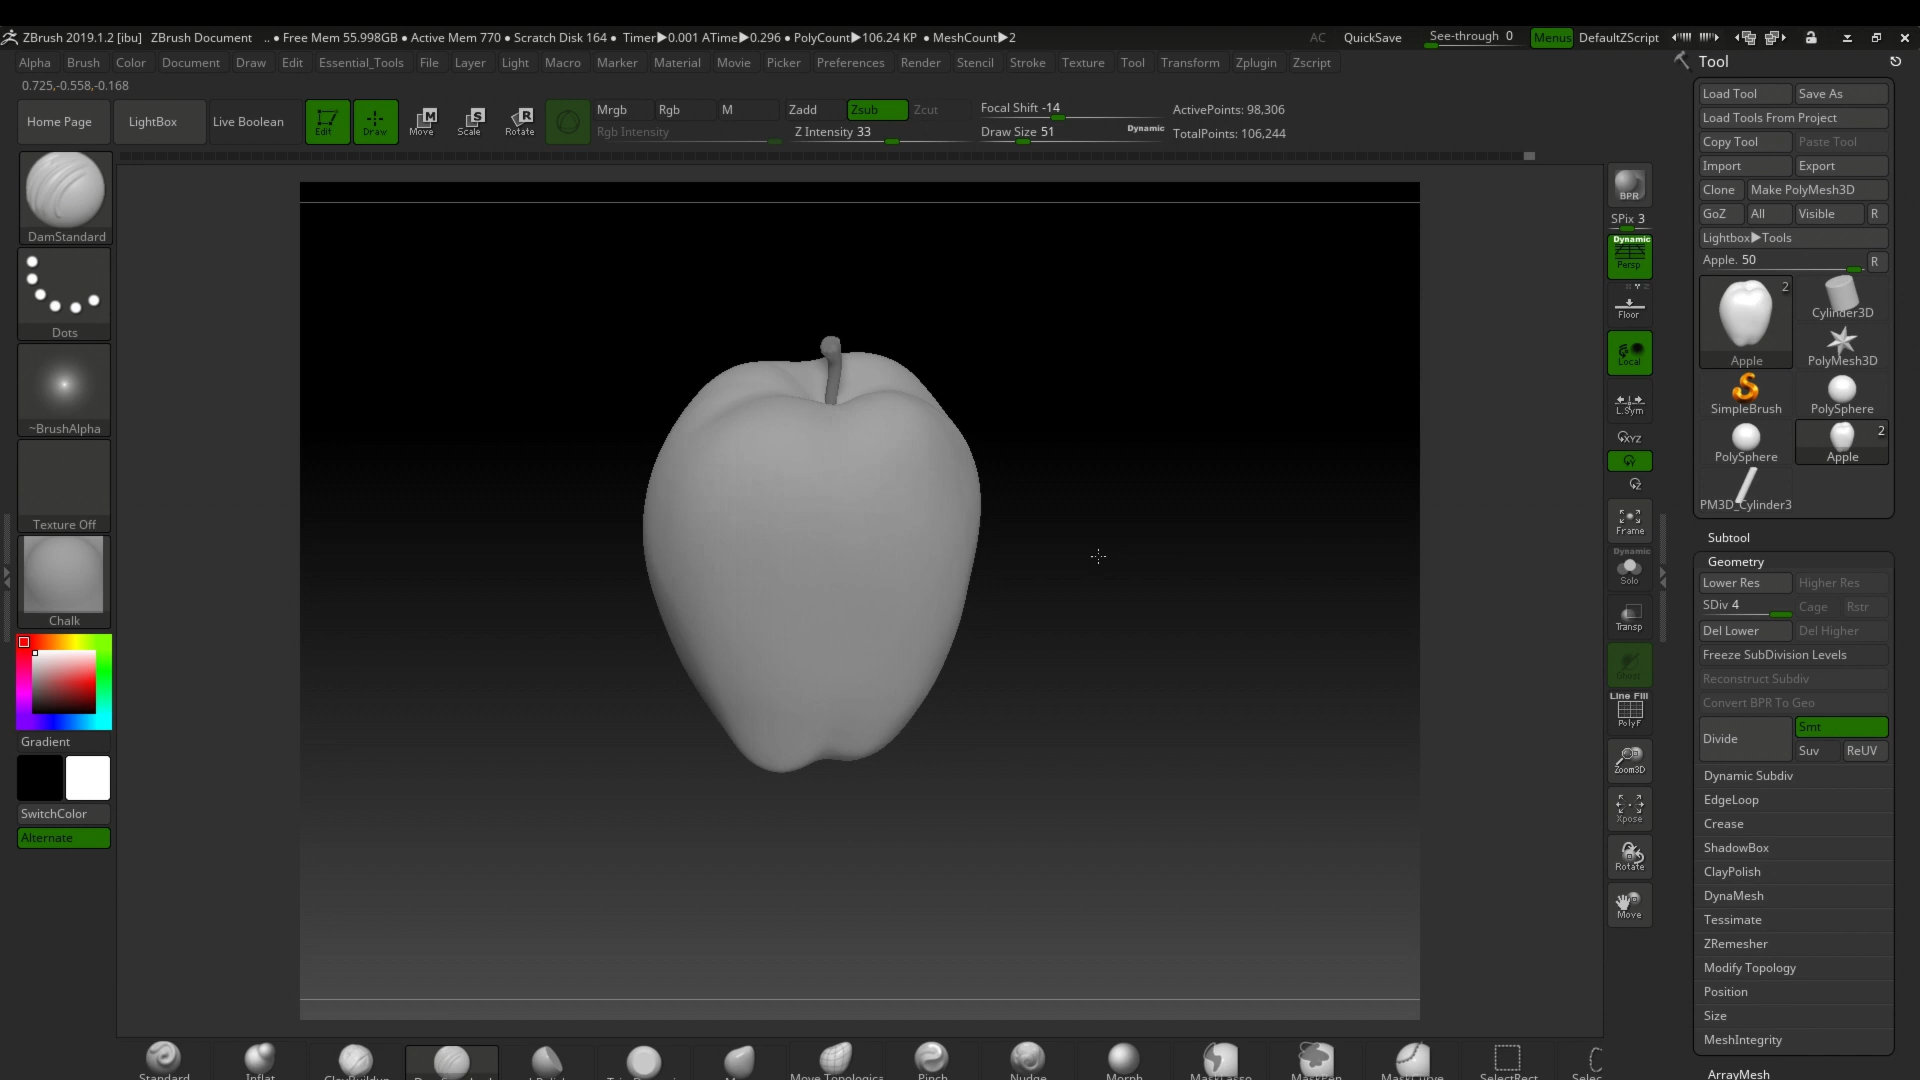 ZBrush 2019.1.2 [ibu] ZBrush Document .. ● Free Mem 55.998GB ● Active Mem 770 ● Scratch Disk 164 ● Timer▶0.001 ATime▶0.296 ● PolyCount▶106.24 KP ● MeshCount▶2 AC QuickSave See-through 0 Menus DefaultZScript
Alpha Brush Color Document Draw Edit Essential_Tools File Layer Light Macro Marker Material Movie Picker Preferences Render Stencil Stroke Texture Tool Transform Zplugin Zscript
0.725,-0.558,-0.168
Home Page LightBox Live Boolean Edit Draw Move Scale Rotate
Mrgb Rgb M Zadd Zsub Zcut Focal Shift -14 ActivePoints: 98,306
Rgb Intensity Z Intensity 33 Draw Size 51 Dynamic TotalPoints: 106,244
DamStandard
Dots
~BrushAlpha
Texture Off
Chalk
Gradient
SwitchColor
Alternate
BPR
SPix 3
Dynamic
Persp
Floor
Local
L.Sym
XYZ
Y
Z
Frame
Dynamic
Solo
Transp
Ghost
Line Fill
PolyF
Zoom3D
Xpose
Rotate
Move
Tool
Load Tool Save As
Load Tools From Project
Copy Tool Paste Tool
Import Export
Clone Make PolyMesh3D
GoZ All Visible R
Lightbox▶Tools
Apple. 50 R
2
Apple
Cylinder3D
PolyMesh3D
SimpleBrush PolySphere
2
PolySphere Apple
PM3D_Cylinder3
Subtool
Geometry
Lower Res Higher Res
SDiv 4 Cage Rstr
Del Lower Del Higher
Freeze SubDivision Levels
Reconstruct Subdiv
Convert BPR To Geo
Divide Smt
Suv ReUV
Dynamic Subdiv
EdgeLoop
Crease
ShadowBox
ClayPolish
DynaMesh
Tessimate
ZRemesher
Modify Topology
Position
Size
MeshIntegrity
ArrayMesh
Standard Inflat Pinch Nudge Morph MaskLasso MaskPen MaskCurve SelectRect